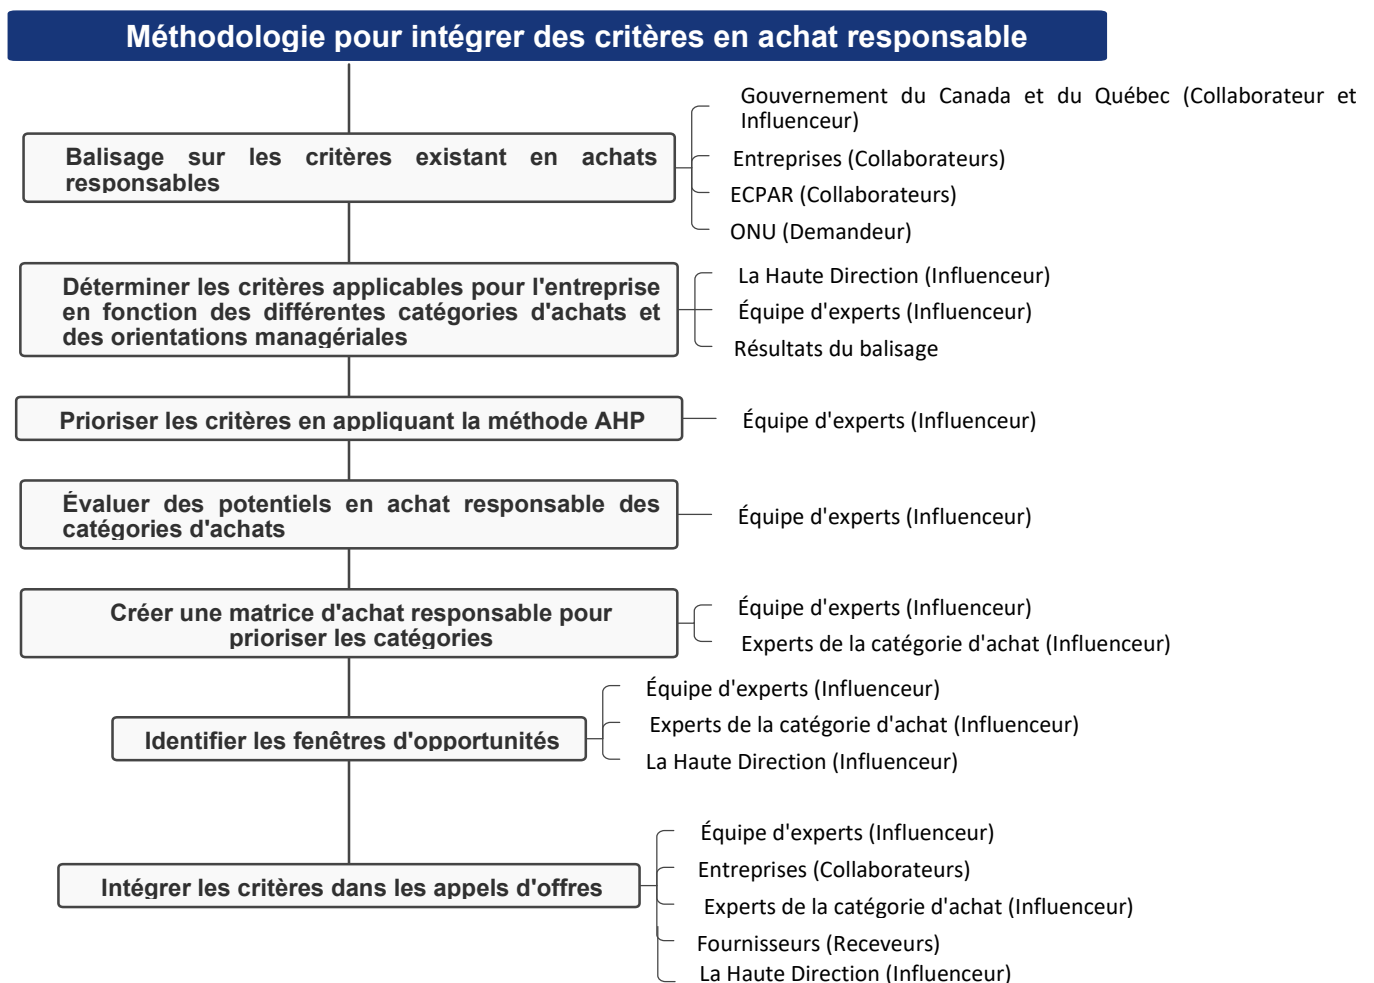 Méthodologie pour intégrer des critères en achat responsable
Balisage sur les critères existant en achats
responsables
Gouvernement du Canada et du Québec (Collaborateur et
Influenceur)
Entreprises (Collaborateurs)
ECPAR (Collaborateurs)
ONU (Demandeur)
Déterminer les critères applicables pour l'entreprise
en fonction des différentes catégories d'achats et
des orientations managériales
La Haute Direction (Influenceur)
Équipe d'experts (Influenceur)
Résultats du balisage
Prioriser les critères en appliquant la méthode AHP
Équipe d'experts (Influenceur)
Évaluer des potentiels en achat responsable des
catégories d'achats
Équipe d'experts (Influenceur)
Créer une matrice d'achat responsable pour
prioriser les catégories
Équipe d'experts (Influenceur)
Experts de la catégorie d'achat (Influenceur)
Identifier les fenêtres d'opportunités
Équipe d'experts (Influenceur)
Experts de la catégorie d'achat (Influenceur)
La Haute Direction (Influenceur)
Intégrer les critères dans les appels d'offres
Équipe d'experts (Influenceur)
Entreprises (Collaborateurs)
Experts de la catégorie d'achat (Influenceur)
Fournisseurs (Receveurs)
La Haute Direction (Influenceur)